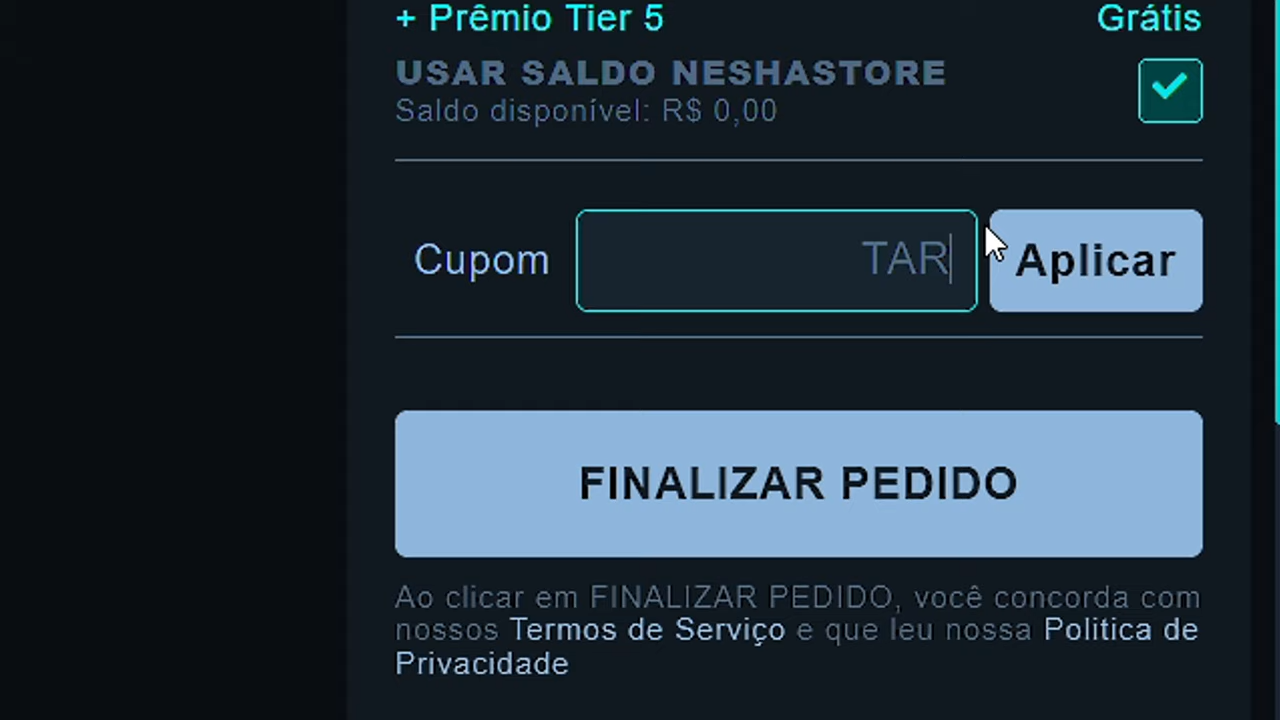 + Prêmio Tier 5 Grátis
USAR SALDO NESHASTORE
Saldo disponível: R$ 0,00
Cupom TAR Aplicar
FINALIZAR PEDIDO
Ao clicar em FINALIZAR PEDIDO, você concorda com
nossos Termos de Serviço e que leu nossa Politica de
Privacidade